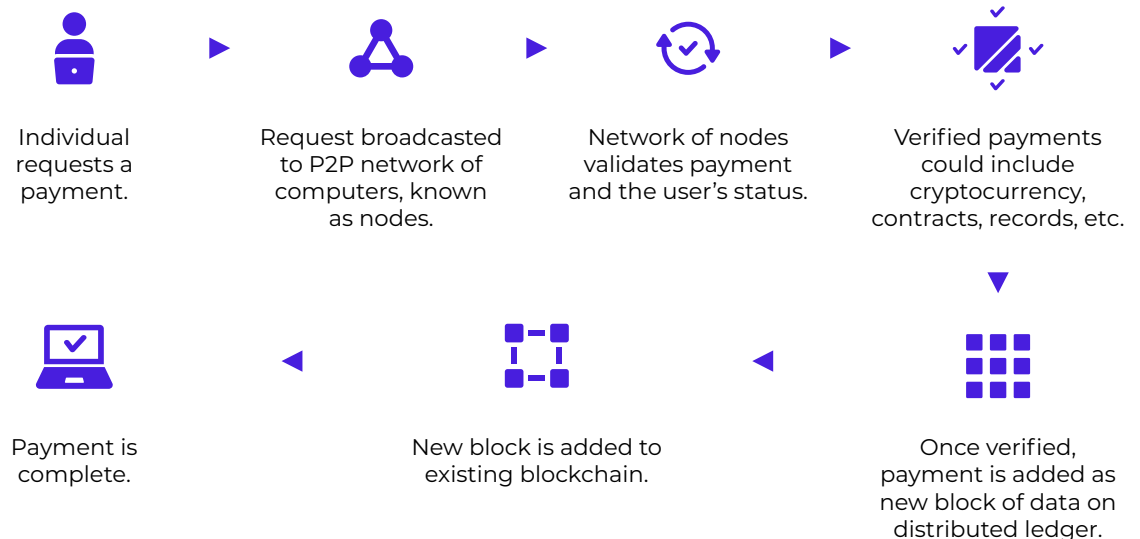 Individual
requests a
payment.
Request broadcasted
to P2P network of
computers, known
as nodes.
Network of nodes
validates payment
and the user’s status.
Verified payments
could include
cryptocurrency,
contracts, records, etc.
Once verified,
payment is added as
new block of data on
distributed ledger.
New block is added to
existing blockchain.
Payment is
complete.